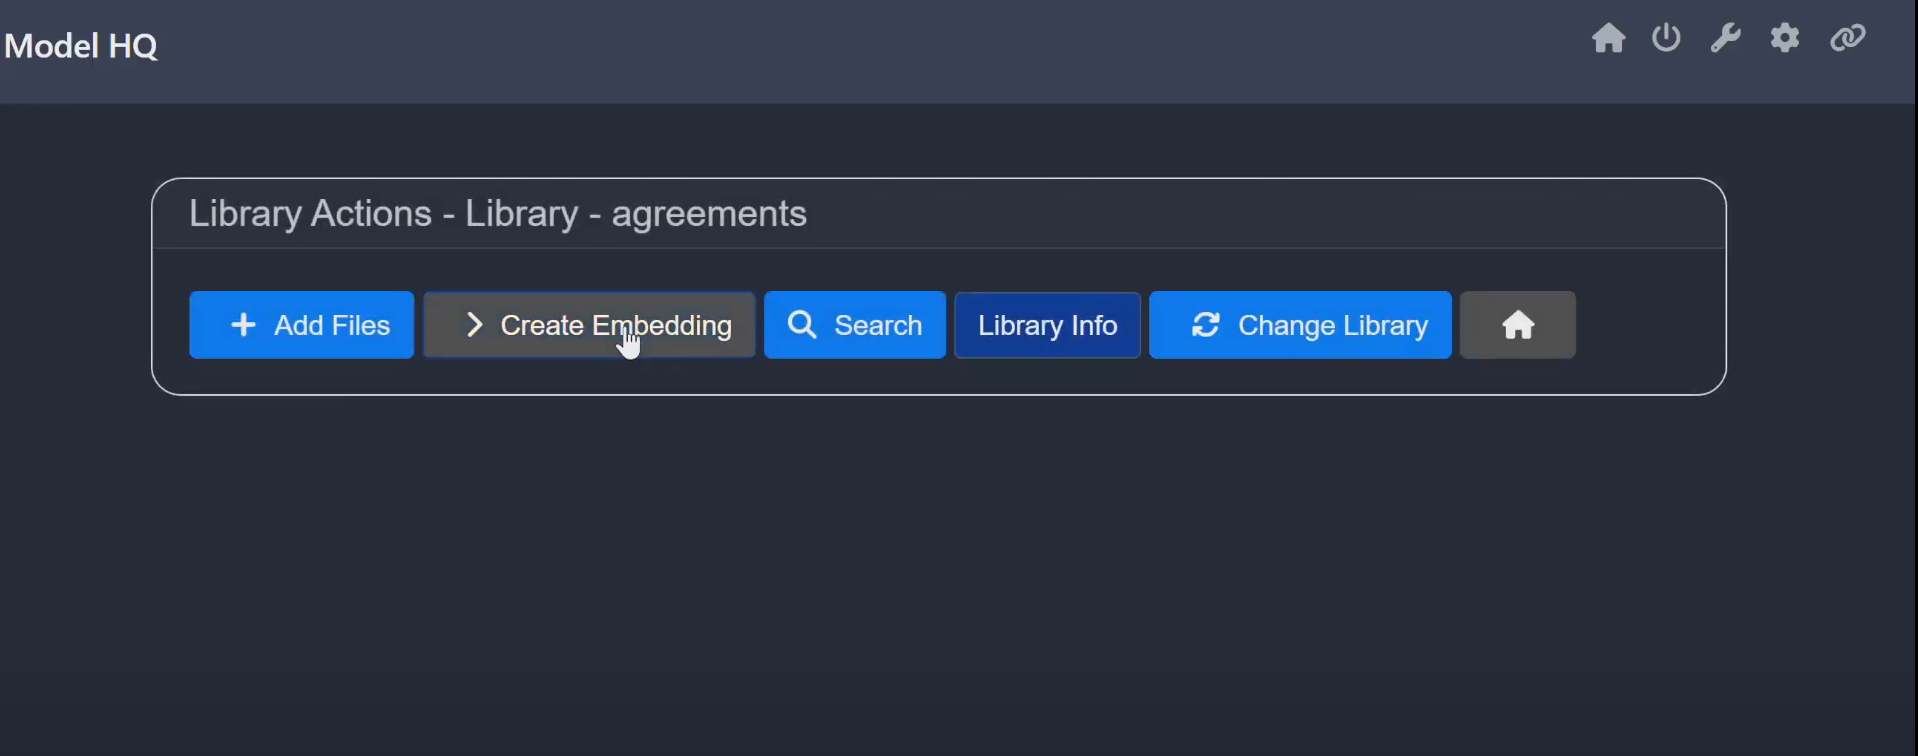 Model HQ
Library Actions - Library - agreements
Add Files
Create Embedding
Search
Library Info
Change Library